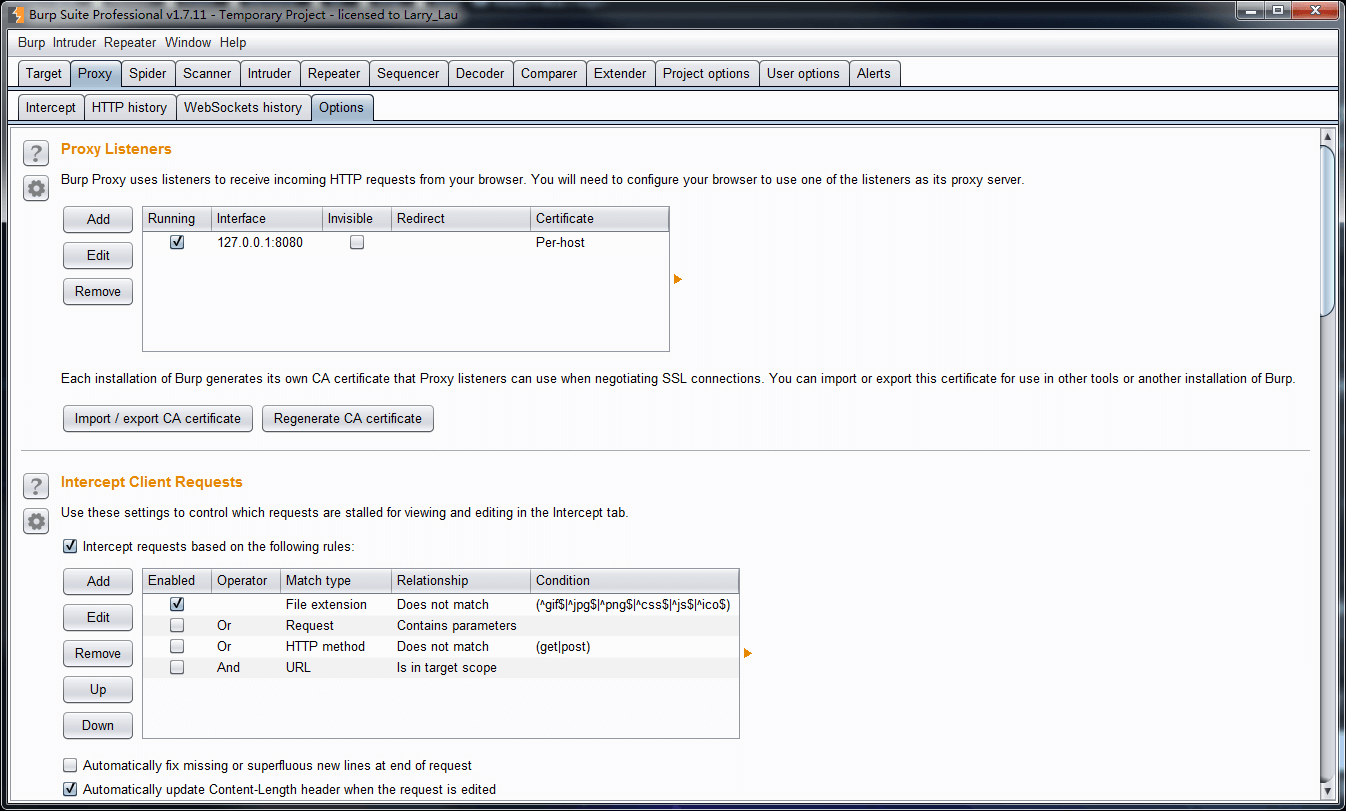 Burp Suite Professional v1.7.11 - Temporary Project - licensed to Larry_Lau
Burp Intruder Repeater Window Help
Target Proxy Spider Scanner Intruder Repeater Sequencer Decoder Comparer Extender Project options User options Alerts
Intercept HTTP history WebSockets history Options
? Proxy Listeners
Burp Proxy uses listeners to receive incoming HTTP requests from your browser. You will need to configure your browser to use one of the listeners as its proxy server.
Add Running Interface Invisible Redirect Certificate
127.0.0.1:8080 Per-host
Edit
Remove
Each installation of Burp generates its own CA certificate that Proxy listeners can use when negotiating SSL connections. You can import or export this certificate for use in other tools or another installation of Burp.
Import / export CA certificate Regenerate CA certificate
? Intercept Client Requests
Use these settings to control which requests are stalled for viewing and editing in the Intercept tab.
Intercept requests based on the following rules:
Add Enabled Operator Match type Relationship Condition
File extension Does not match (^gif$|^jpg$|^png$|^css$|^js$|^ico$)
Edit Or Request Contains parameters
Remove Or HTTP method Does not match (get|post)
And URL Is in target scope
Up
Down
Automatically fix missing or superfluous new lines at end of request
Automatically update Content-Length header when the request is edited